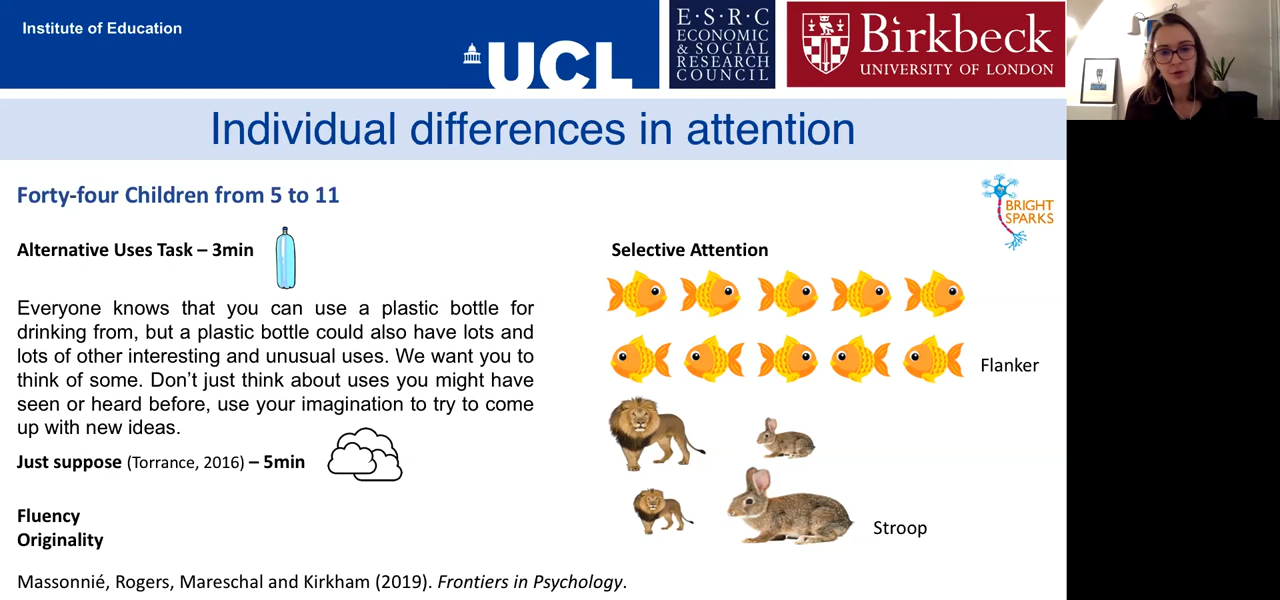 Institute of Education
UCL
E·S·R·C
ECONOMIC
& SOCIAL
RESEARCH
COUNCIL
Birkbeck
UNIVERSITY OF LONDON
Individual differences in attention
Forty-four Children from 5 to 11
BRIGHT
SPARKS
Alternative Uses Task – 3min
Everyone knows that you can use a plastic bottle for
drinking from, but a plastic bottle could also have lots and
lots of other interesting and unusual uses. We want you to
think of some. Don’t just think about uses you might have
seen or heard before, use your imagination to try to come
up with new ideas.
Just suppose (Torrance, 2016) – 5min
Fluency
Originality
Selective Attention
Flanker
Stroop
Massonnié, Rogers, Mareschal and Kirkham (2019). Frontiers in Psychology.